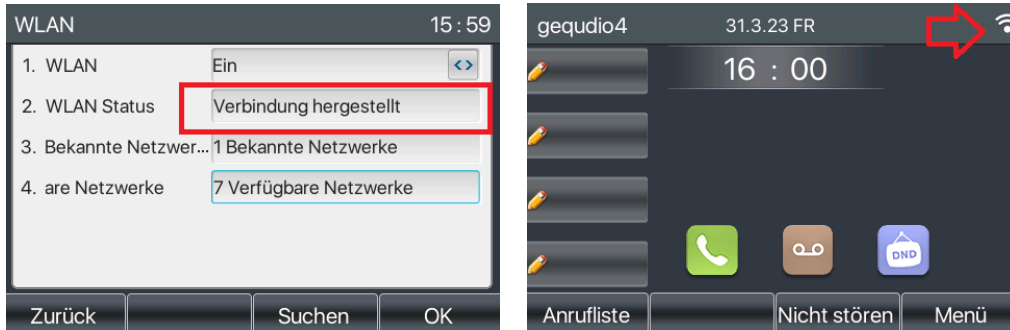 WLAN 15:59
1. WLAN Ein
2. WLAN Status Verbindung hergestellt
3. Bekannte Netzwer... 1 Bekannte Netzwerke
4. are Netzwerke 7 Verfügbare Netzwerke
Zurück Suchen OK
gequdio4 31.3.23 FR
16 : 00
DND
Anrufliste Nicht stören Menü